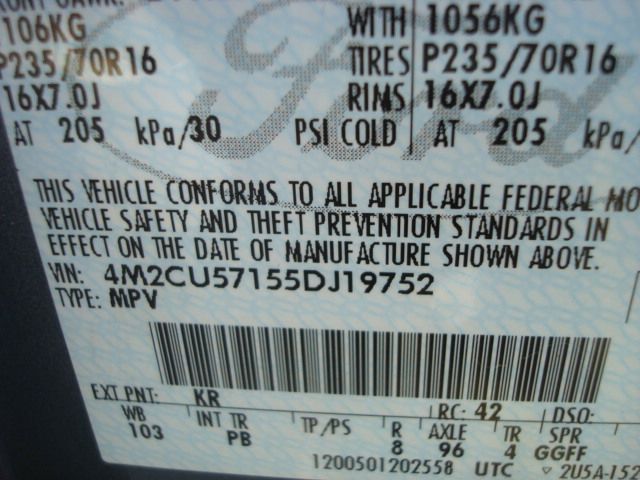 106KG WITH 1056KG
P235/70R16 TIRES P235/70R16
16X7.0J RIMS 16X7.0J
AT 205 kPa/30 PSI COLD AT 205 kPa/
Ford
THIS VEHICLE CONFORMS TO ALL APPLICABLE FEDERAL MO
VEHICLE SAFETY AND THEFT PREVENTION STANDARDS IN
EFFECT ON THE DATE OF MANUFACTURE SHOWN ABOVE.
VIN: 4M2CU57155DJ19752
TYPE: MPV
EXT PNT: KR RC: 42 DSO:
WB INT TR TP/PS R AXLE TR SPR
103 PB 8 96 4 GGFF
1200501202558 UTC ▽2U5A-152